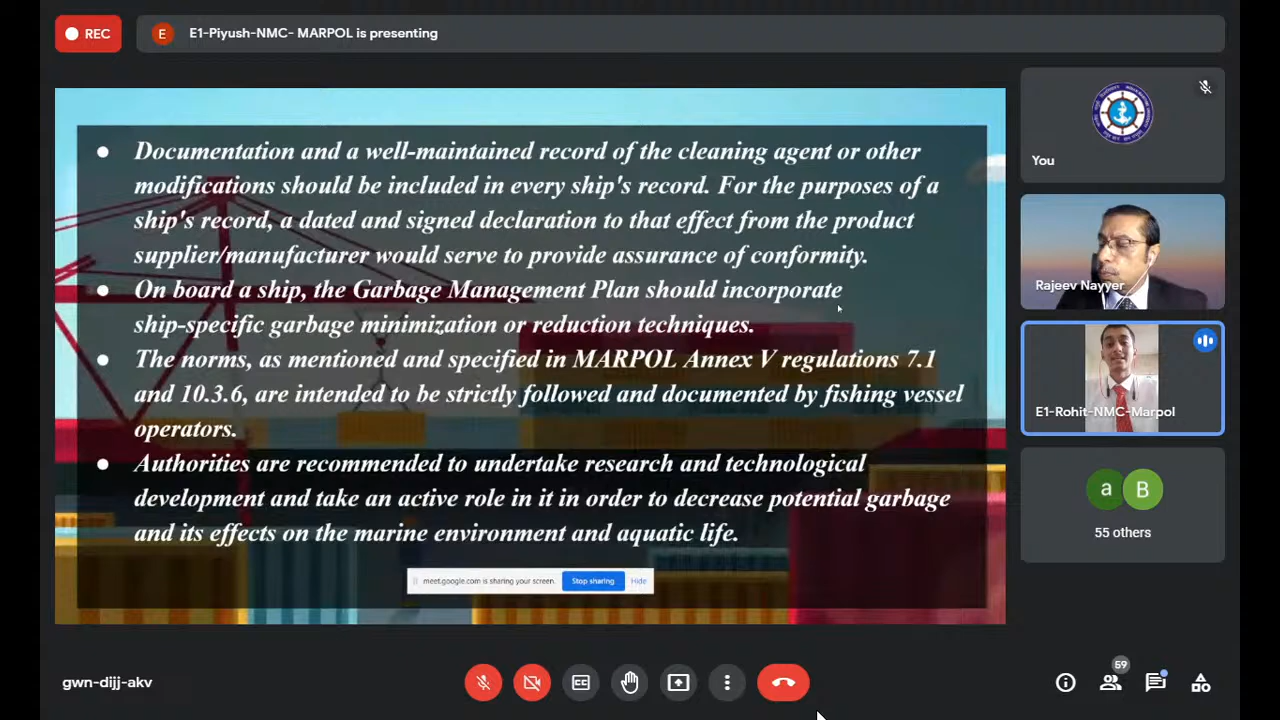 REC
E
E1-Piyush-NMC- MARPOL is presenting
● Documentation and a well-maintained record of the cleaning agent or other
modifications should be included in every ship's record. For the purposes of a
ship's record, a dated and signed declaration to that effect from the product
supplier/manufacturer would serve to provide assurance of conformity.
● On board a ship, the Garbage Management Plan should incorporate
ship-specific garbage minimization or reduction techniques.
● The norms, as mentioned and specified in MARPOL Annex V regulations 7.1
and 10.3.6, are intended to be strictly followed and documented by fishing vessel
operators.
● Authorities are recommended to undertake research and technological
development and take an active role in it in order to decrease potential garbage
and its effects on the marine environment and aquatic life.
meet.google.com is sharing your screen. Stop sharing Hide
You
Rajeev Nayyer
E1-Rohit-NMC-Marpol
a B
55 others
gwn-dijj-akv
CC
59